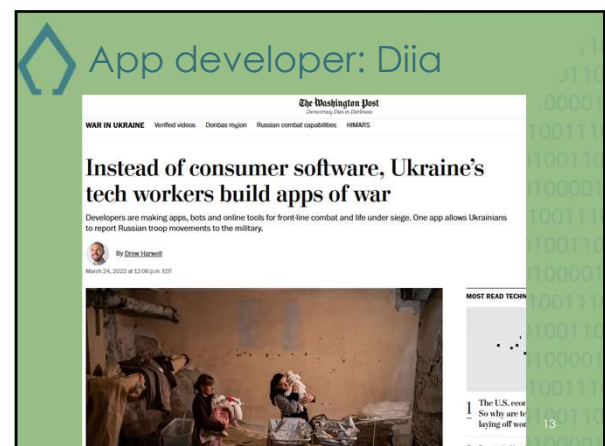 App developer: Diia
The Washington Post
Democracy Dies in Darkness
WAR IN UKRAINE Verified videos Donbas region Russian combat capabilities HIMARS
Instead of consumer software, Ukraine's
tech workers build apps of war
Developers are making apps, bots and online tools for front-line combat and life under siege. One app allows Ukrainians
to report Russian troop movements to the military.
By Drew Harwell
March 24, 2022 at 12:06 p.m. EDT
MOST READ TECHN
1 The U.S. econ
So why are te
laying off wor
13